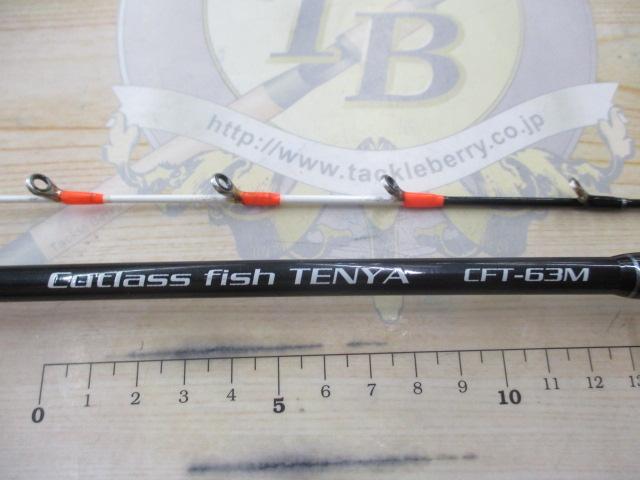 TB
http://www.tackleberry.co.jp
Cutlass fish TENYA CFT-63M
0 1 2 3 4 5 6 7 8 9 10 11 12 13